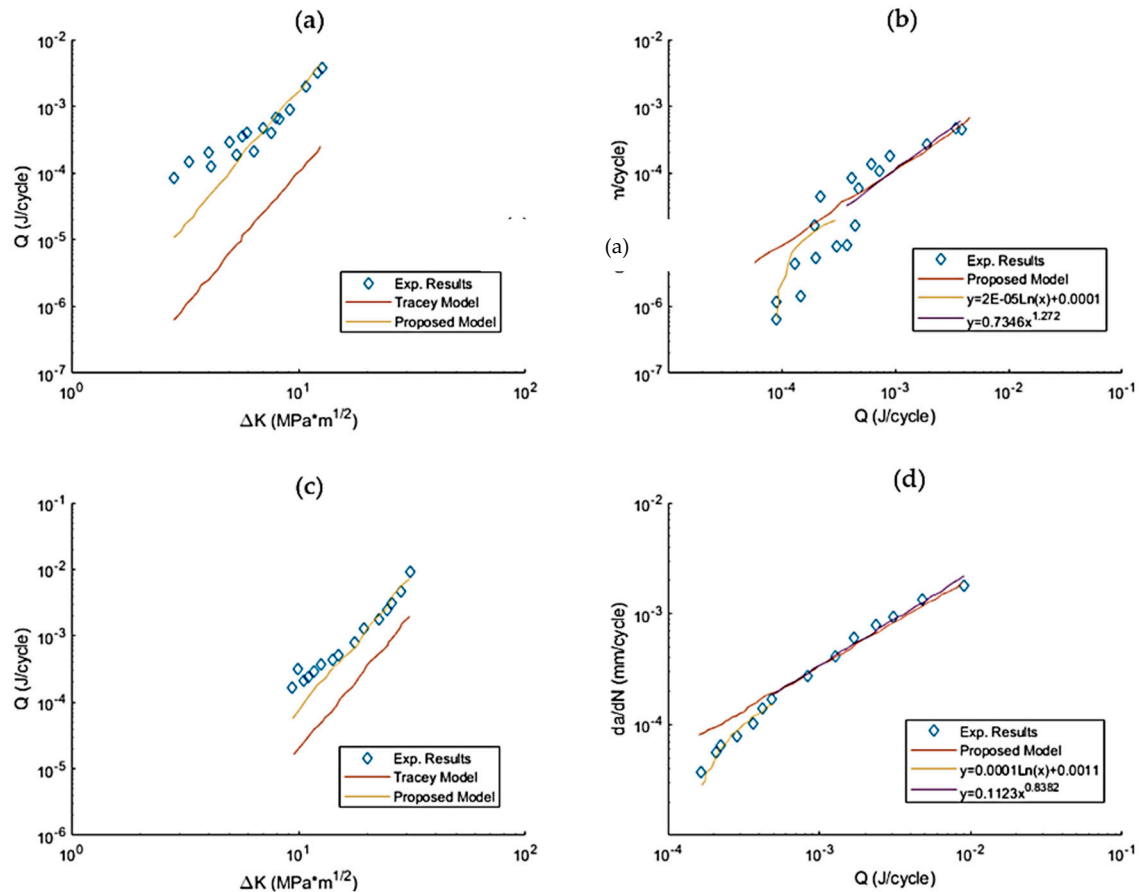 (a)
10^-2
10^-3
10^-4
10^-5
10^-6
10^-7
Q (J/cycle)
Exp. Results
Tracey Model
Proposed Model
10^0
10^1
10^2
ΔK (MPa*m^1/2)
(b)
10^-2
10^-3
10^-4
10^-6
10^-7
(a)
Exp. Results
Proposed Model
y=2E-05Ln(x)+0.0001
y=0.7346x^1.272
10^-4
10^-3
10^-2
10^-1
Q (J/cycle)
(c)
10^-1
10^-2
10^-3
10^-4
10^-5
10^-6
Q (J/cycle)
Exp. Results
Tracey Model
Proposed Model
10^0
10^1
10^2
ΔK (MPa*m^1/2)
(d)
10^-2
10^-3
10^-4
da/dN (mm/cycle)
Exp. Results
Proposed Model
y=0.0001Ln(x)+0.0011
y=0.1123x^0.8382
10^-4
10^-3
10^-2
10^-1
Q (J/cycle)